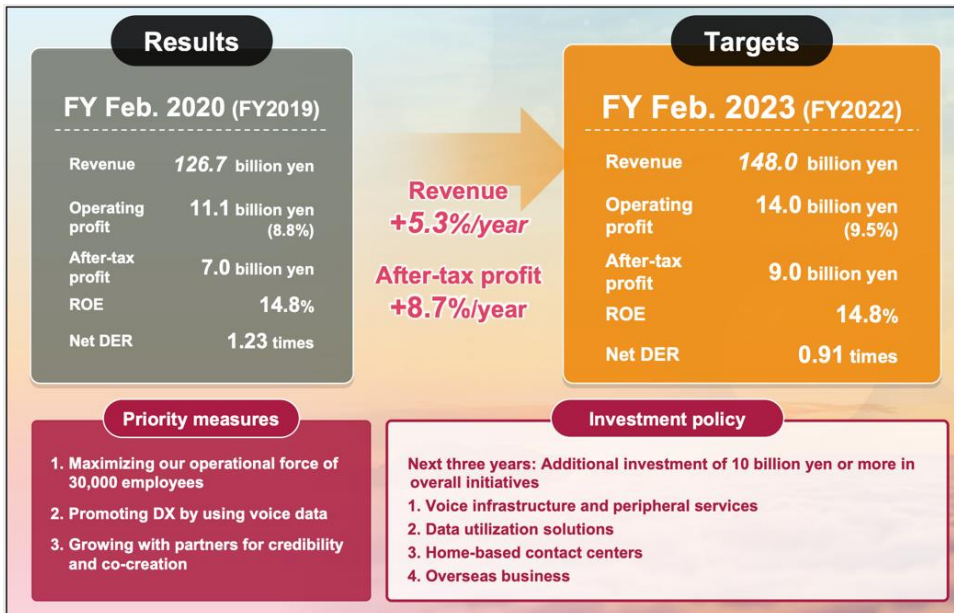 Results
FY Feb. 2020 (FY2019)
Revenue 126.7 billion yen
Operating profit 11.1 billion yen (8.8%)
After-tax profit 7.0 billion yen
ROE 14.8%
Net DER 1.23 times
Revenue
+5.3%/year
After-tax profit
+8.7%/year
Targets
FY Feb. 2023 (FY2022)
Revenue 148.0 billion yen
Operating profit 14.0 billion yen (9.5%)
After-tax profit 9.0 billion yen
ROE 14.8%
Net DER 0.91 times
Priority measures
1. Maximizing our operational force of
30,000 employees
2. Promoting DX by using voice data
3. Growing with partners for credibility
and co-creation
Investment policy
Next three years: Additional investment of 10 billion yen or more in
overall initiatives
1. Voice infrastructure and peripheral services
2. Data utilization solutions
3. Home-based contact centers
4. Overseas business